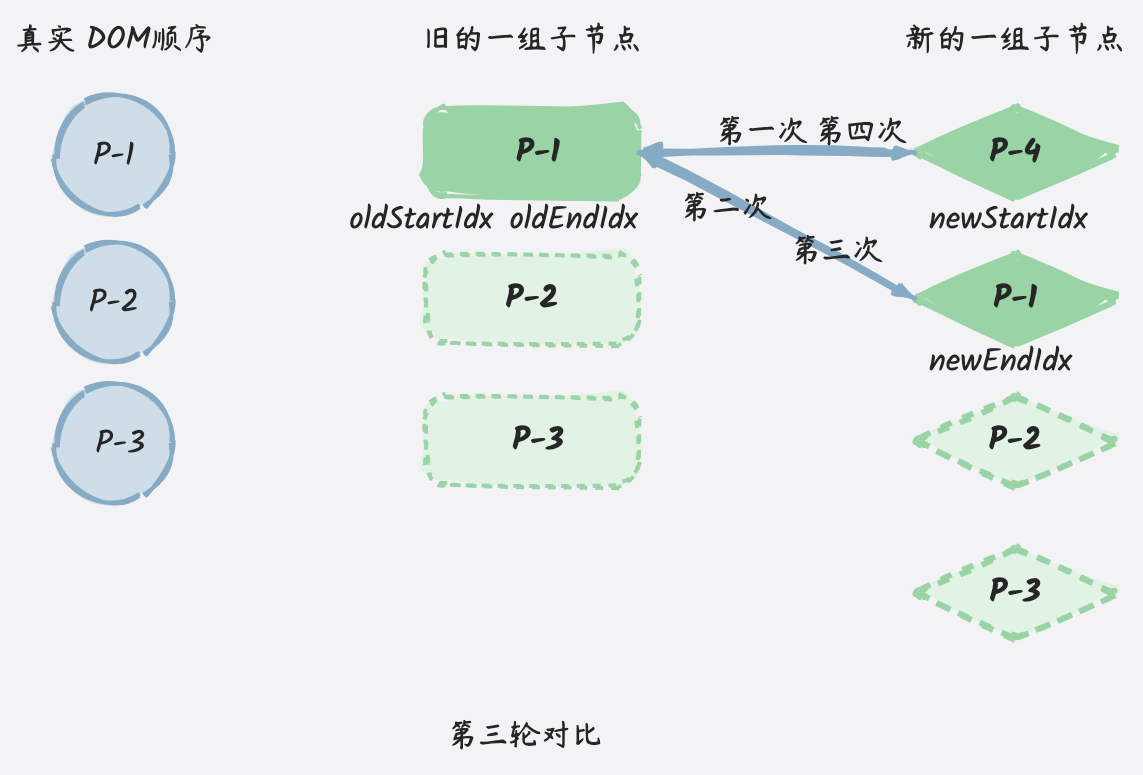 真实 DOM顺序
旧的一组子节点
新的一组子节点
P-1
P-1
第一次 第四次
P-4
oldStartIdx oldEndIdx
第二次
newStartIdx
第三次
P-2
P-2
P-1
newEndIdx
P-3
P-3
P-2
P-3
第三轮对比